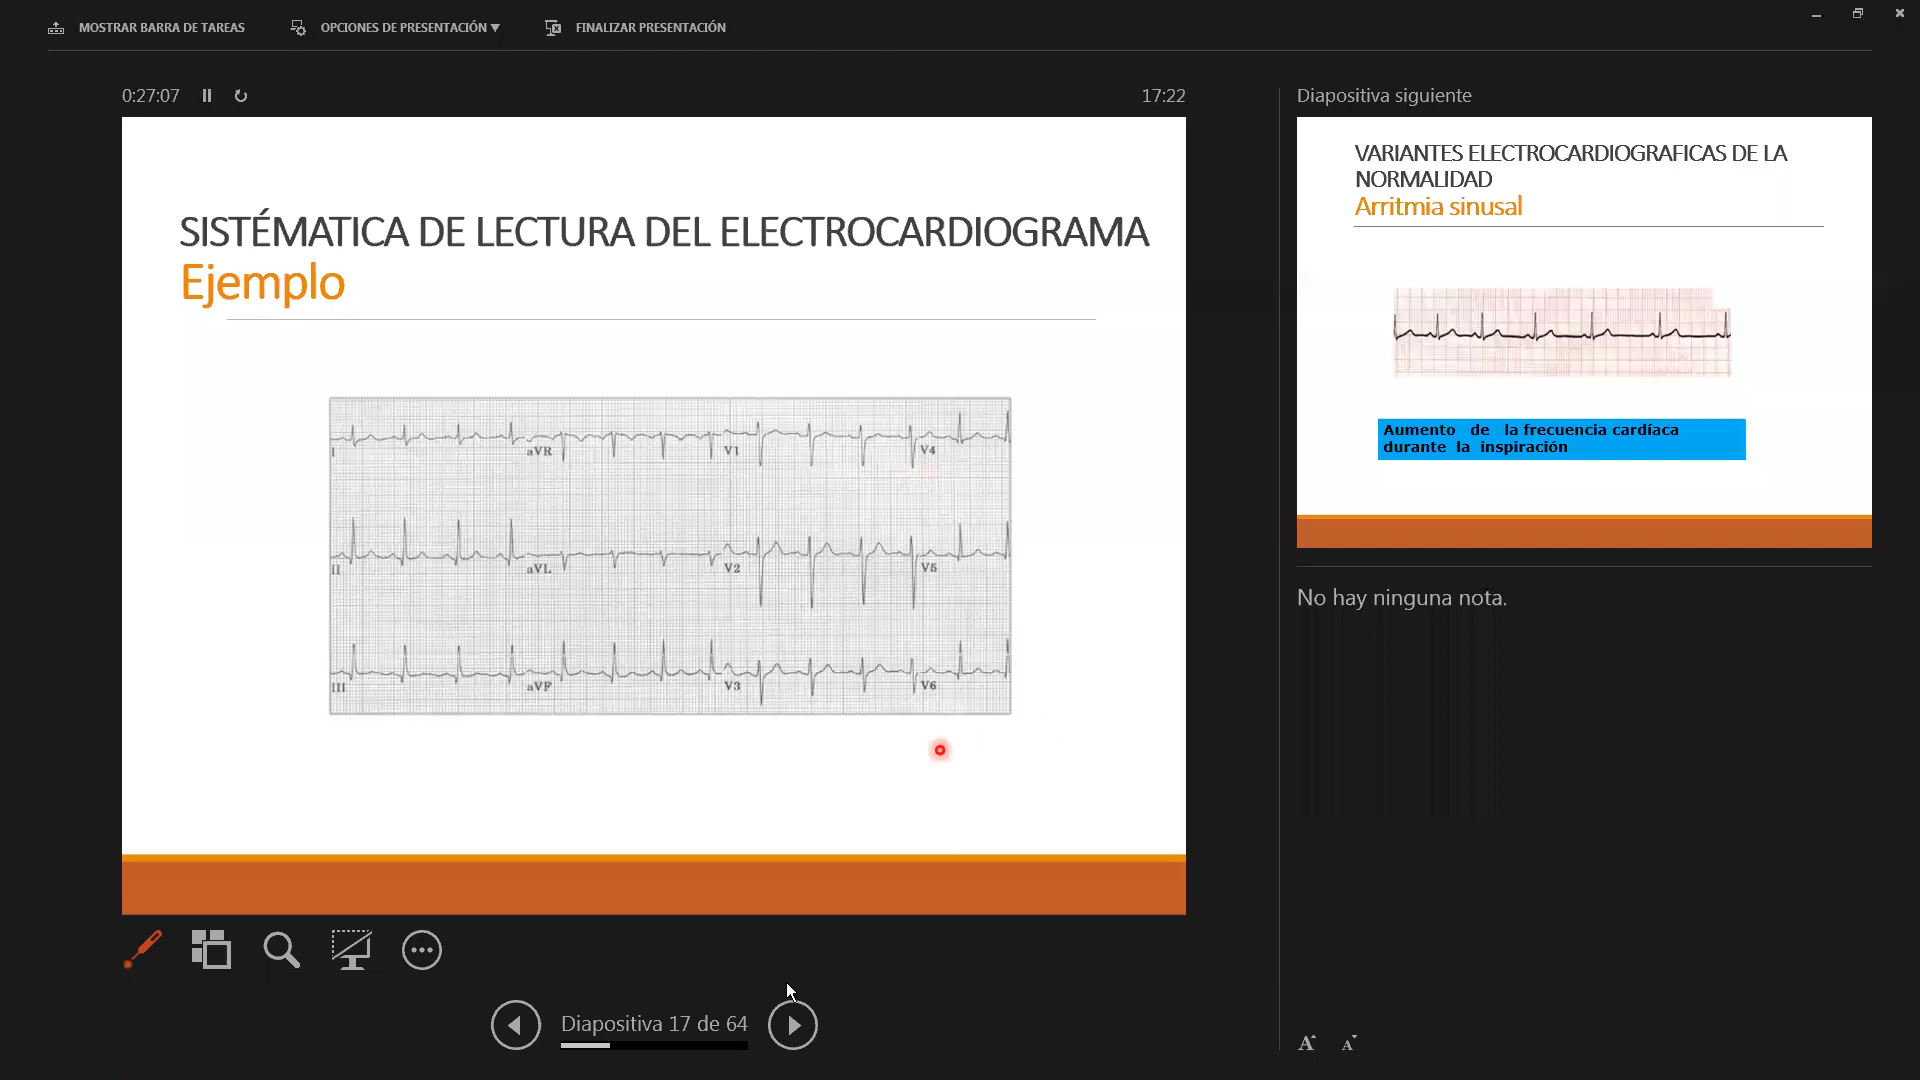 MOSTRAR BARRA DE TAREAS
OPCIONES DE PRESENTACIÓN ▼
FINALIZAR PRESENTACIÓN
0:27:07
17:22
SISTÉMATICA DE LECTURA DEL ELECTROCARDIOGRAMA
Ejemplo
I
aVR
V1
V4
II
aVL
V2
V5
III
aVF
V3
V6
Diapositiva 17 de 64
Diapositiva siguiente
VARIANTES ELECTROCARDIOGRAFICAS DE LA
NORMALIDAD
Arritmia sinusal
Aumento de la frecuencia cardíaca
durante la inspiración
No hay ninguna nota.
A A